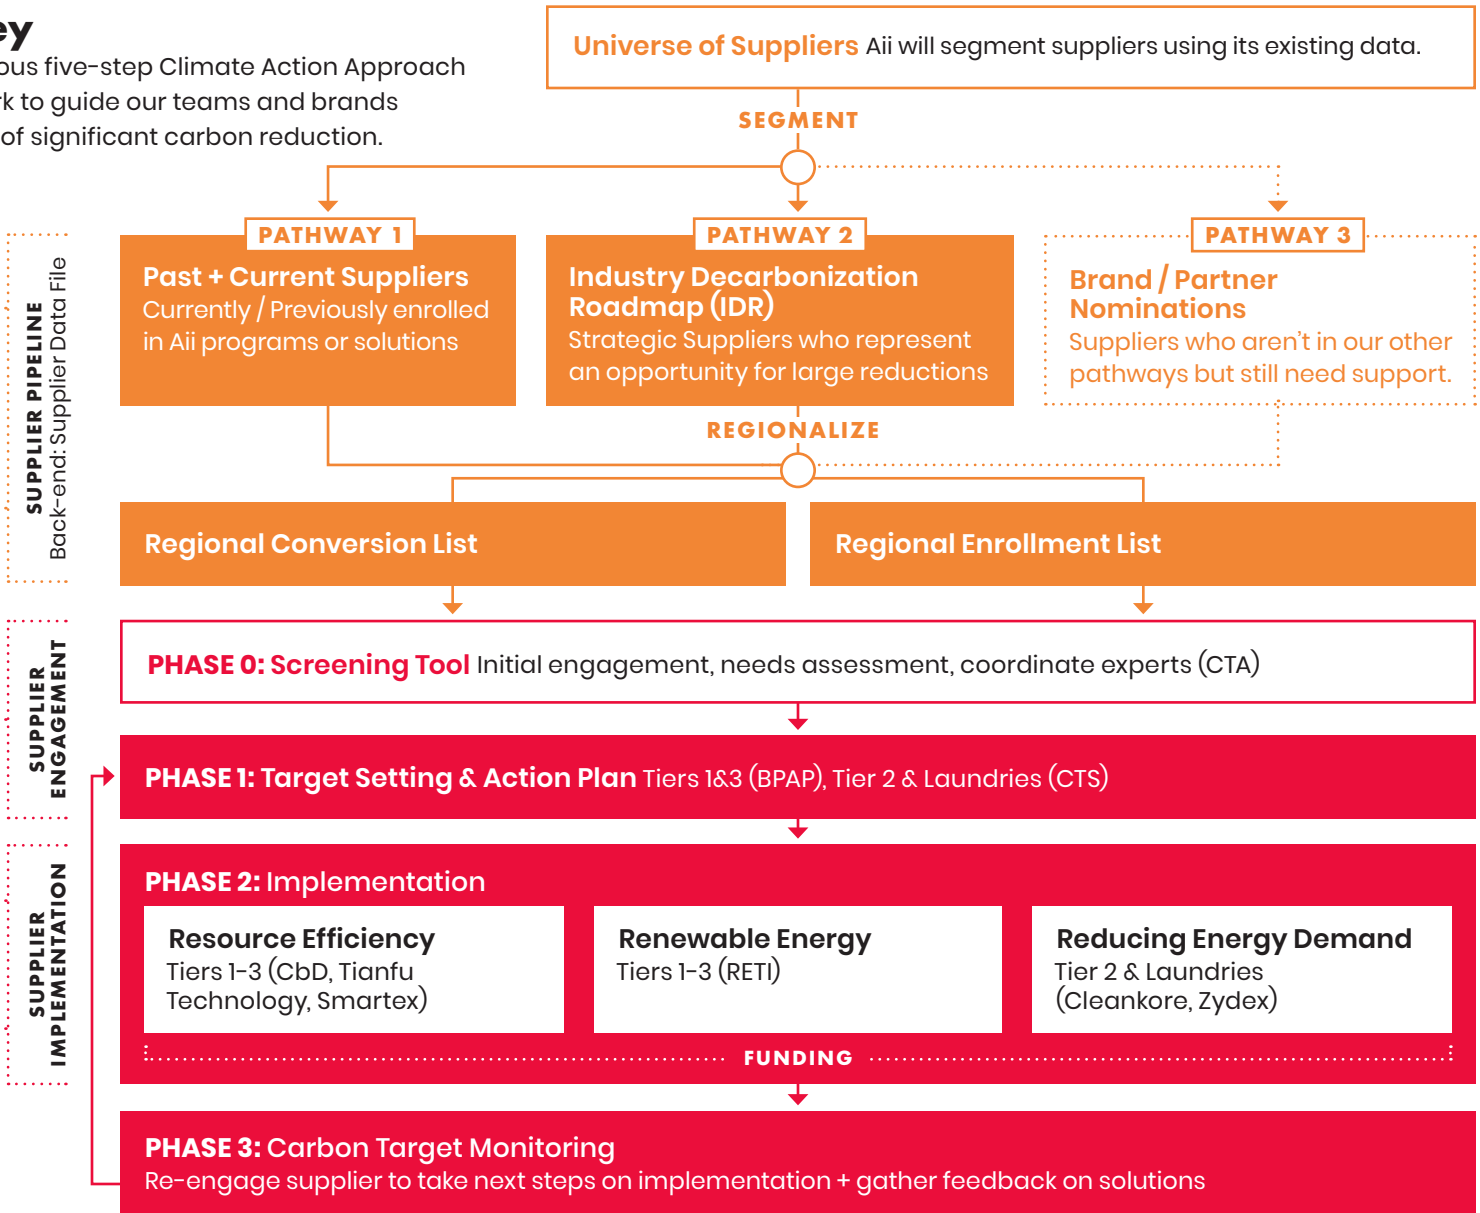 ous five-step Climate Action Approach
to guide our teams and brands
of significant carbon reduction.
Universe of Suppliers Aii will segment suppliers using its existing data.
SEGMENT
SUPPLIER PIPELINE
Back-end: Supplier Data File
PATHWAY 1
Past + Current Suppliers
Currently / Previously enrolled
in Aii programs or solutions
PATHWAY 2
Industry Decarbonization
Roadmap (IDR)
Strategic Suppliers who represent
an opportunity for large reductions
PATHWAY 3
Brand / Partner
Nominations
Suppliers who aren't in our other
pathways but still need support.
REGIONALIZE
Regional Conversion List
Regional Enrollment List
SUPPLIER
ENGAGEMENT
PHASE 0: Screening Tool Initial engagement, needs assessment, coordinate experts (CTA)
PHASE 1: Target Setting & Action Plan Tiers 1&3 (BPAP), Tier 2 & Laundries (CTS)
SUPPLIER
IMPLEMENTATION
PHASE 2: Implementation
Resource Efficiency
Tiers 1-3 (CbD, Tianfu
Technology, Smartex)
Renewable Energy
Tiers 1-3 (RETI)
Reducing Energy Demand
Tier 2 & Laundries
(Cleankore, Zydex)
FUNDING
PHASE 3: Carbon Target Monitoring
Re-engage supplier to take next steps on implementation + gather feedback on solutions